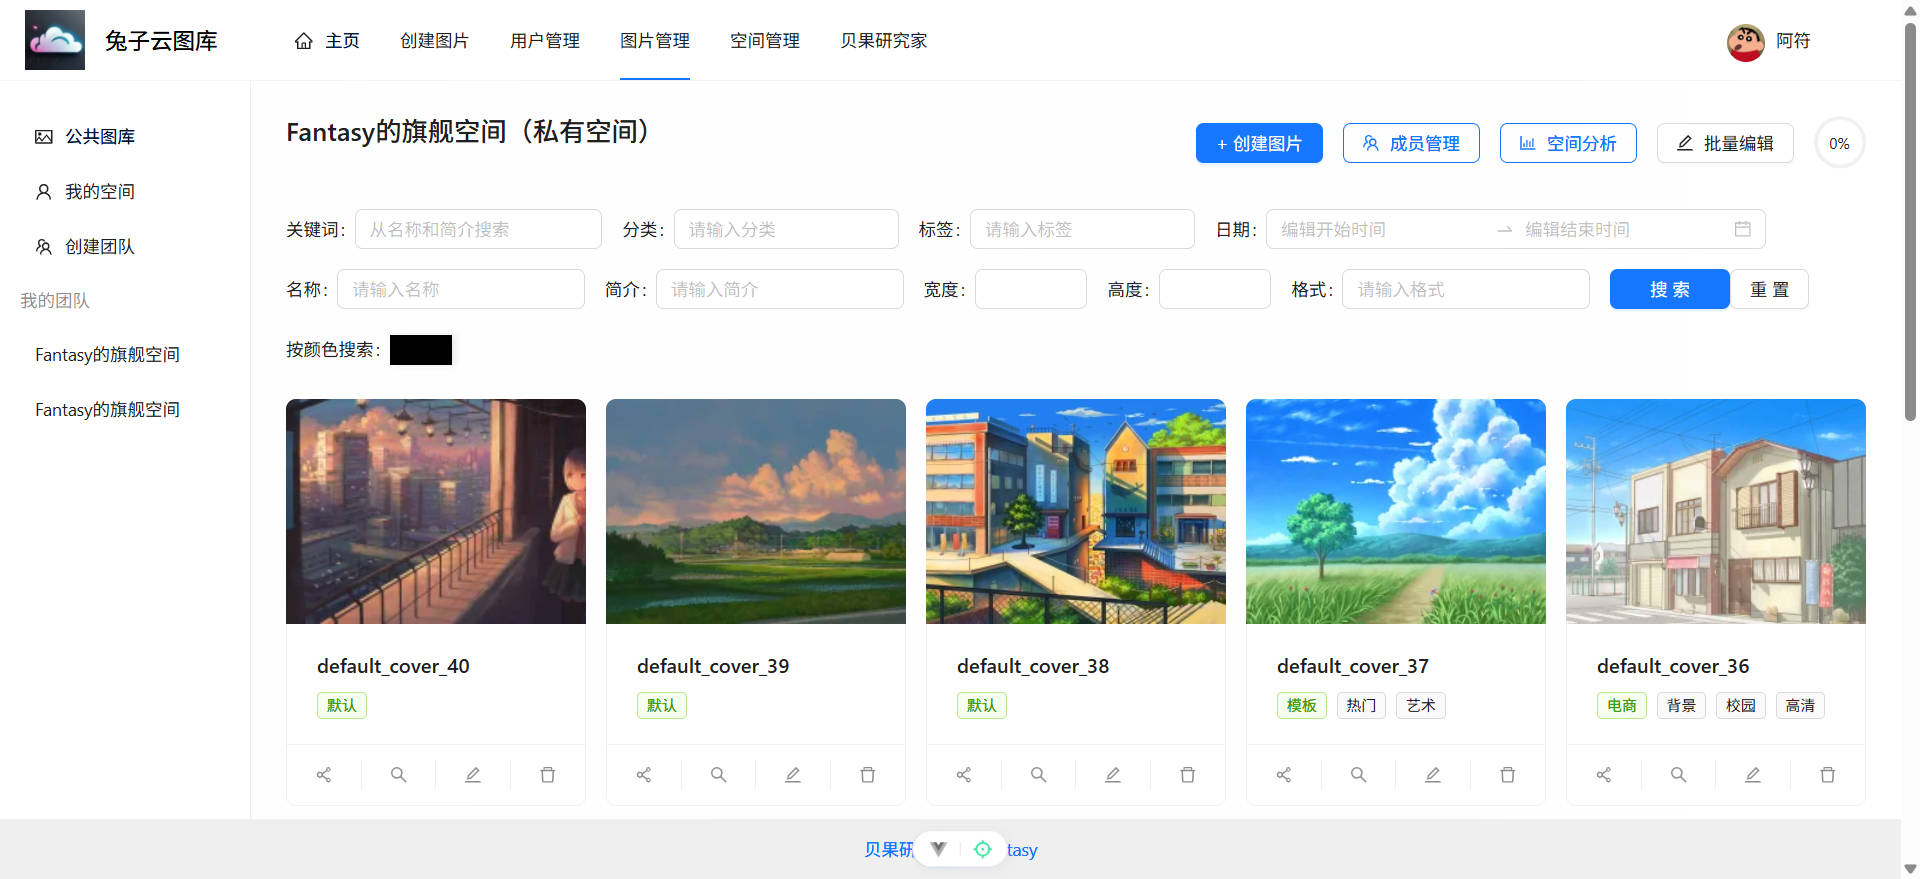 兔子云图库
主页 创建图片 用户管理 图片管理 空间管理 贝果研究家
阿符
公共图库
我的空间
创建团队
我的团队
Fantasy的旗舰空间
Fantasy的旗舰空间
Fantasy的旗舰空间（私有空间）
+ 创建图片 成员管理 空间分析 批量编辑 0%
关键词: 从名称和简介搜索 分类: 请输入分类 标签: 请输入标签 日期: 编辑开始时间 → 编辑结束时间
名称: 请输入名称 简介: 请输入简介 宽度: 高度: 格式: 请输入格式 搜 索 重 置
按颜色搜索:
default_cover_40
默认
default_cover_39
默认
default_cover_38
默认
default_cover_37
模板 热门 艺术
default_cover_36
电商 背景 校园 高清
贝果研 tasy